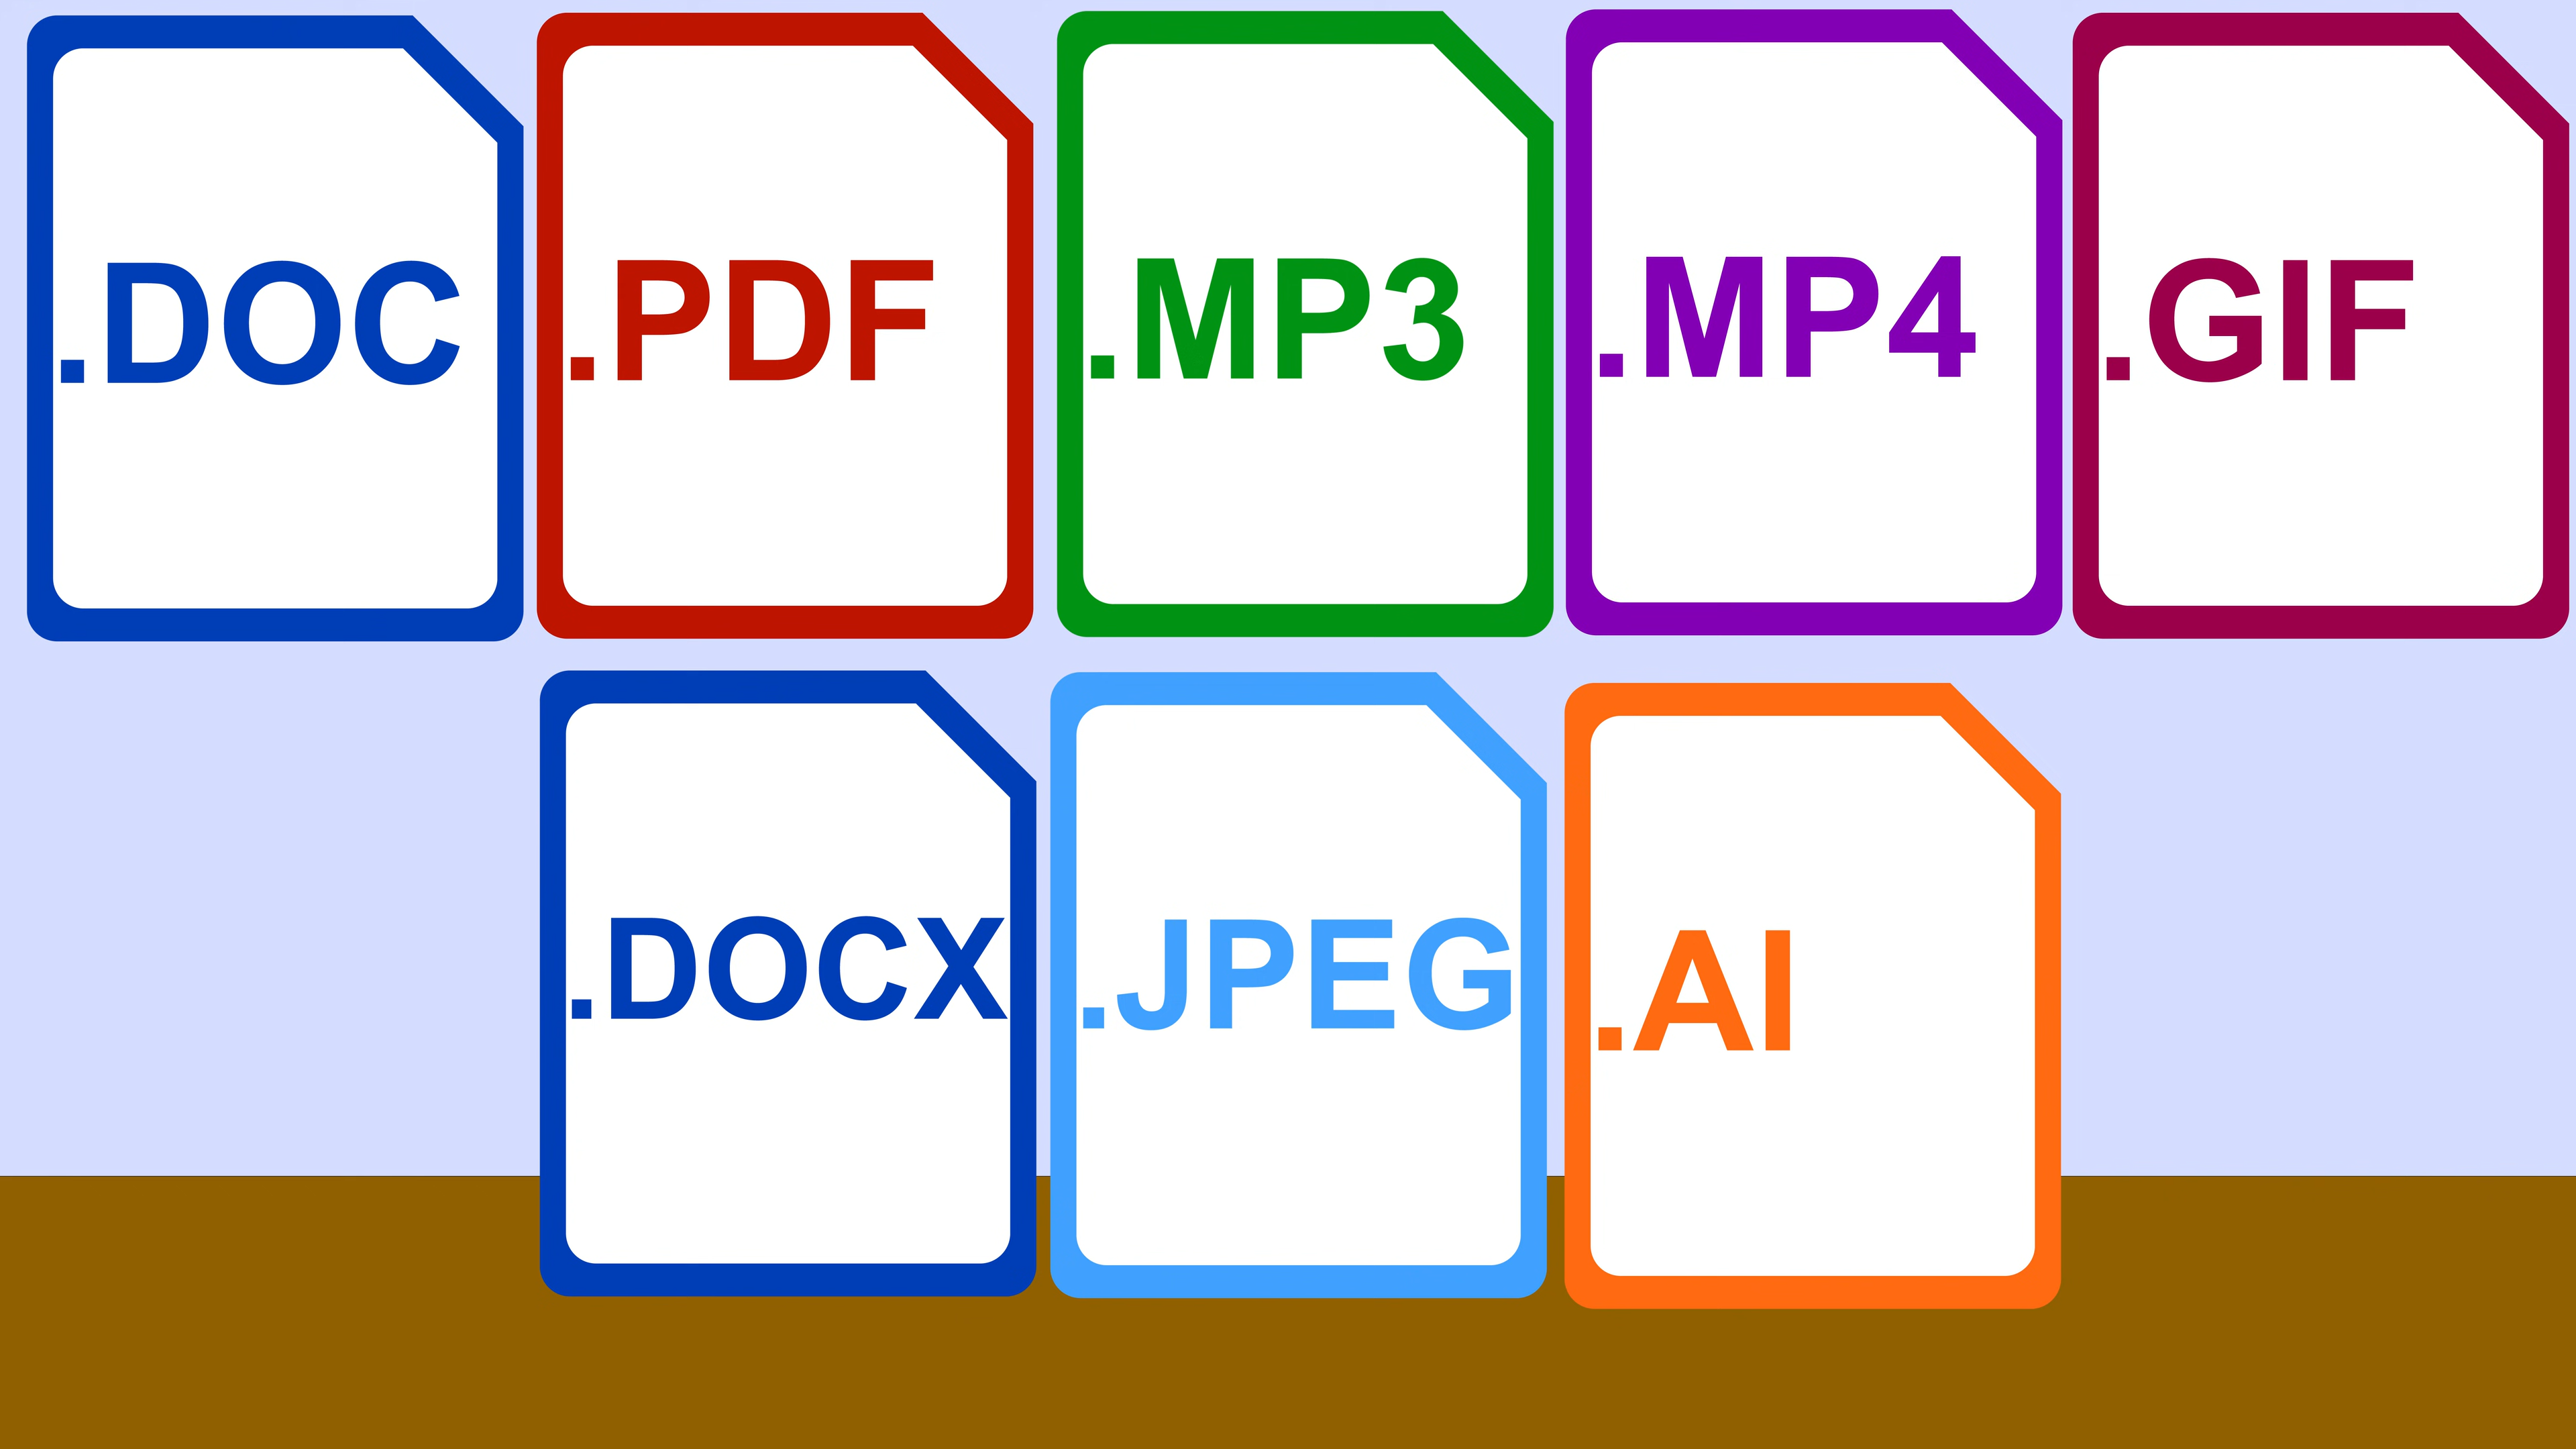 .DOC
.PDF
.MP3
.MP4
.GIF
.DOCX
.JPEG
.AI